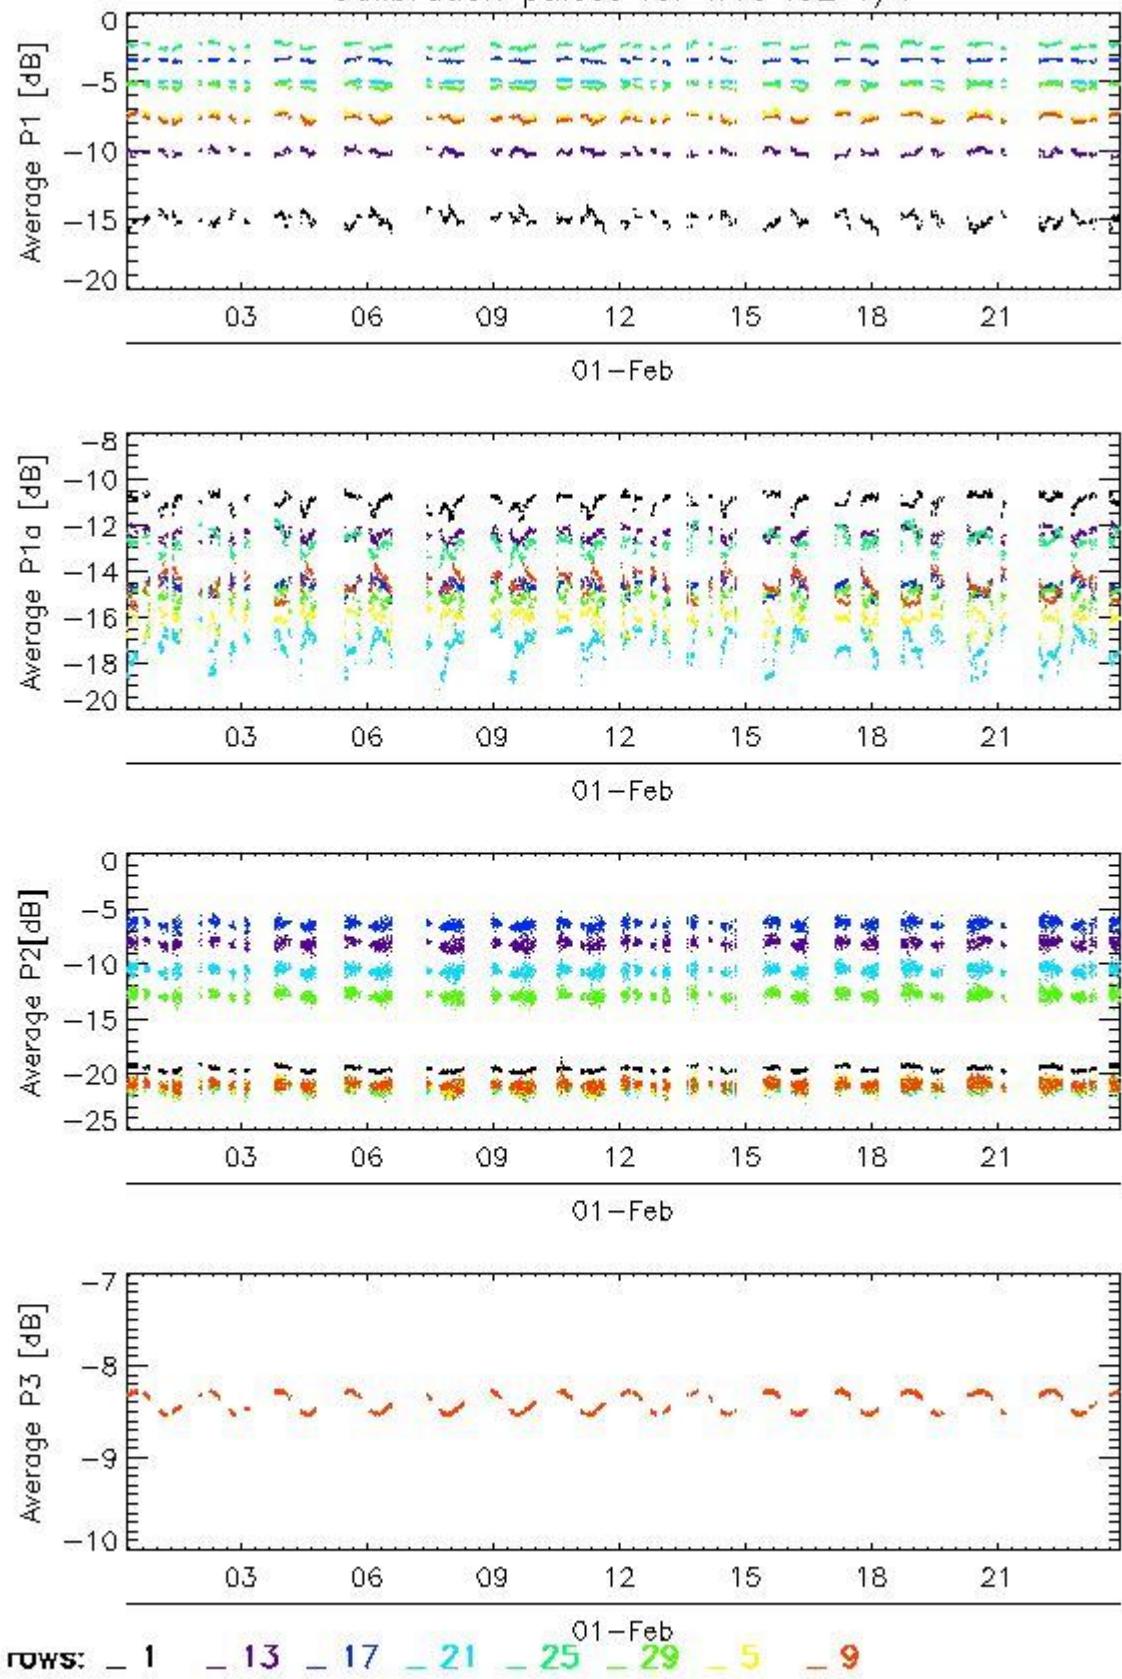 0
−5
−10
−15
−20
Average P1 [dB]
03 06 09 12 15 18 21
01−Feb
−8
−10
−12
−14
−16
−18
−20
Average P1a [dB]
03 06 09 12 15 18 21
01−Feb
0
−5
−10
−15
−20
−25
Average P2[dB]
03 06 09 12 15 18 21
01−Feb
−7
−8
−9
−10
Average P3 [dB]
03 06 09 12 15 18 21
01−Feb
rows: _ 1 _ 13 _ 17 _ 21 _ 25 _ 29 _ 5 _ 9